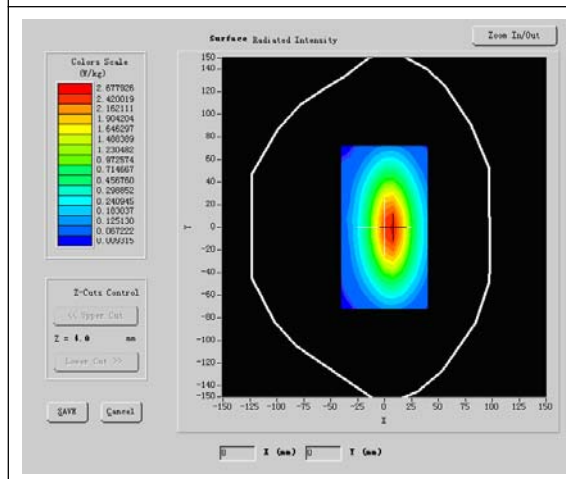 Surface Radiated Intensity
Zoom In/Out
Colors Scale
(W/kg)
2.677926
2.420019
2.162111
1.904204
1.646297
1.488389
1.230482
0.972574
0.714667
0.456760
0.298852
0.240945
0.183037
0.125130
0.067222
0.009315
150
140
120
100
80
60
40
20
Y
0
-20
-40
-60
-80
-100
-120
-140
-150
-150 -125 -100 -75 -50 -25 0 25 50 75 100 125 150
X
Z-Cuts Control
<< Upper Cut
Z = 4.0 mm
Lower Cut >>
SAVE Cancel
0 X (mm) 0 Y (mm)